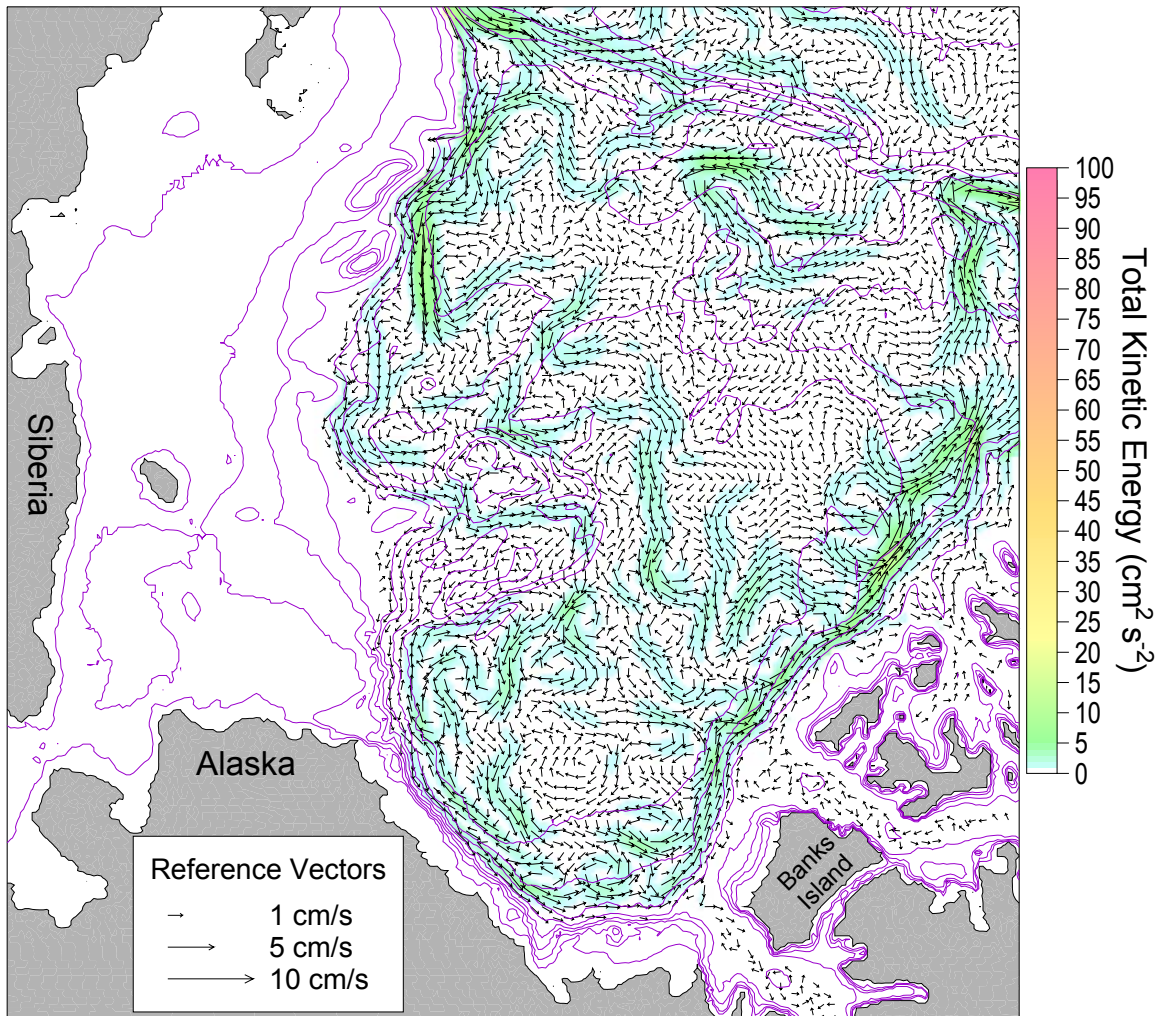 Siberia
Alaska
Banks
Island
Reference Vectors
1 cm/s
5 cm/s
10 cm/s
100
95
90
85
80
75
70
65
60
55
50
45
40
35
30
25
20
15
10
5
0
Total Kinetic Energy (cm² s⁻²)